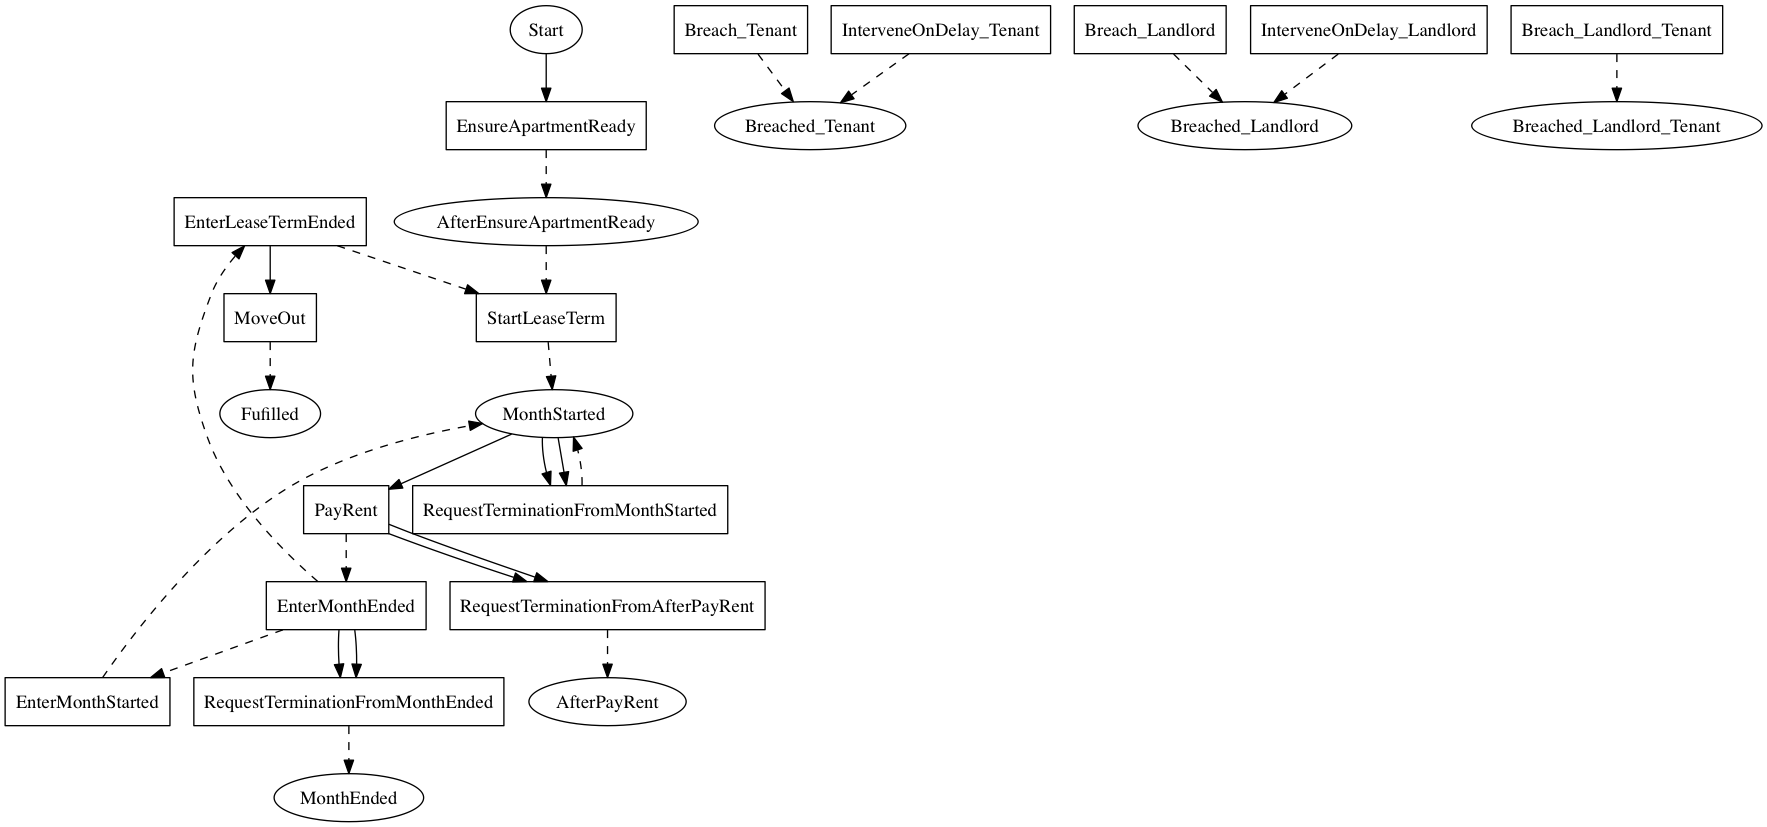 Start
Breach_Tenant
InterveneOnDelay_Tenant
Breach_Landlord
InterveneOnDelay_Landlord
Breach_Landlord_Tenant
EnsureApartmentReady
Breached_Tenant
Breached_Landlord
Breached_Landlord_Tenant
EnterLeaseTermEnded
AfterEnsureApartmentReady
MoveOut
StartLeaseTerm
Fufilled
MonthStarted
PayRent
RequestTerminationFromMonthStarted
EnterMonthEnded
RequestTerminationFromAfterPayRent
EnterMonthStarted
RequestTerminationFromMonthEnded
AfterPayRent
MonthEnded